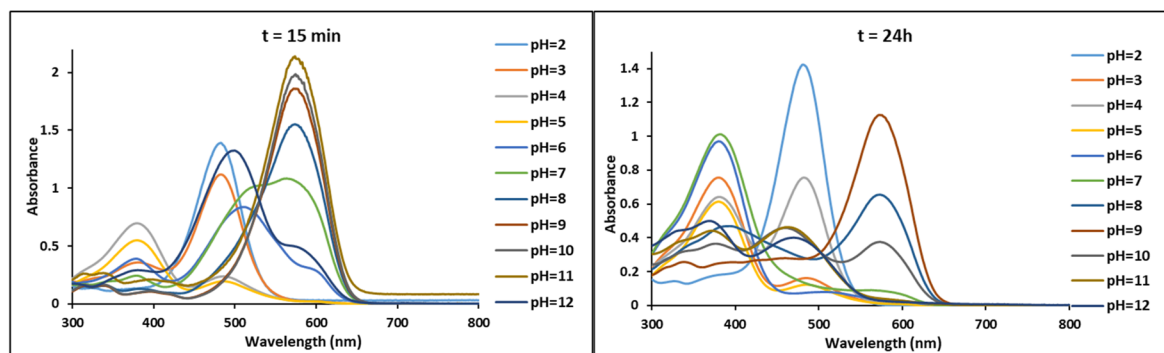 t = 15 min
Absorbance
2
1.5
1
0.5
0
300
400
500
600
700
800
Wavelength (nm)
pH=2
pH=3
pH=4
pH=5
pH=6
pH=7
pH=8
pH=9
pH=10
pH=11
pH=12
t = 24h
Absorbance
1.4
1.2
1
0.8
0.6
0.4
0.2
0
300
400
500
600
700
800
Wavelength (nm)
pH=2
pH=3
pH=4
pH=5
pH=6
pH=7
pH=8
pH=9
pH=10
pH=11
pH=12